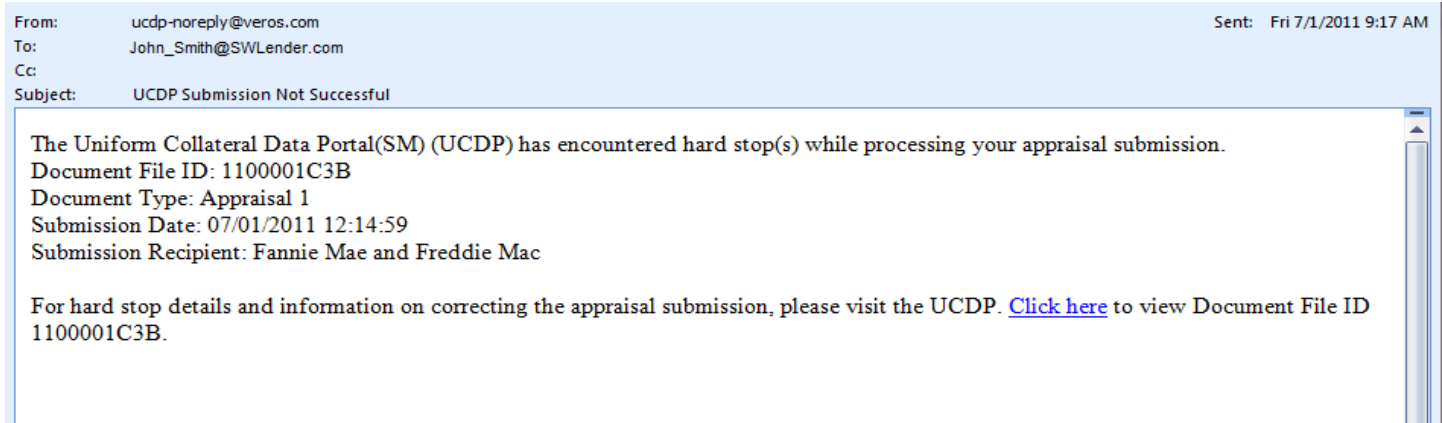 From: ucdp-noreply@veros.com Sent: Fri 7/1/2011 9:17 AM
To: John_Smith@SWLender.com
Cc:
Subject: UCDP Submission Not Successful
The Uniform Collateral Data Portal(SM) (UCDP) has encountered hard stop(s) while processing your appraisal submission.
Document File ID: 1100001C3B
Document Type: Appraisal 1
Submission Date: 07/01/2011 12:14:59
Submission Recipient: Fannie Mae and Freddie Mac
For hard stop details and information on correcting the appraisal submission, please visit the UCDP. Click here to view Document File ID
1100001C3B.